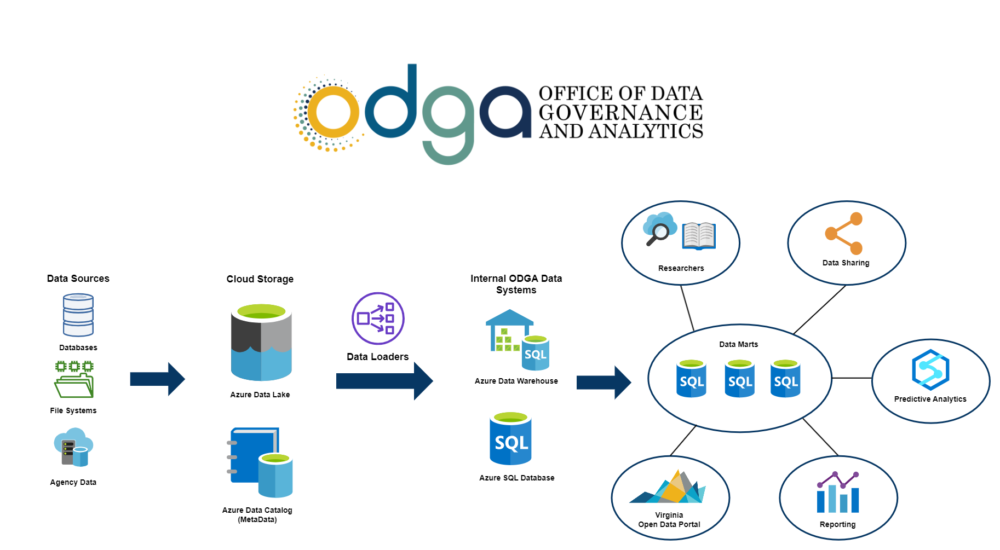 odga
OFFICE OF DATA
GOVERNANCE
AND ANALYTICS
Data Sources
Databases
File Systems
Agency Data
Cloud Storage
Azure Data Lake
Azure Data Catalog
(MetaData)
Data Loaders
Internal ODGA Data
Systems
SQL
Azure Data Warehouse
SQL
Azure SQL Database
Researchers
Data Sharing
Data Marts
SQL
SQL
SQL
Predictive Analytics
Virginia
Open Data Portal
Reporting